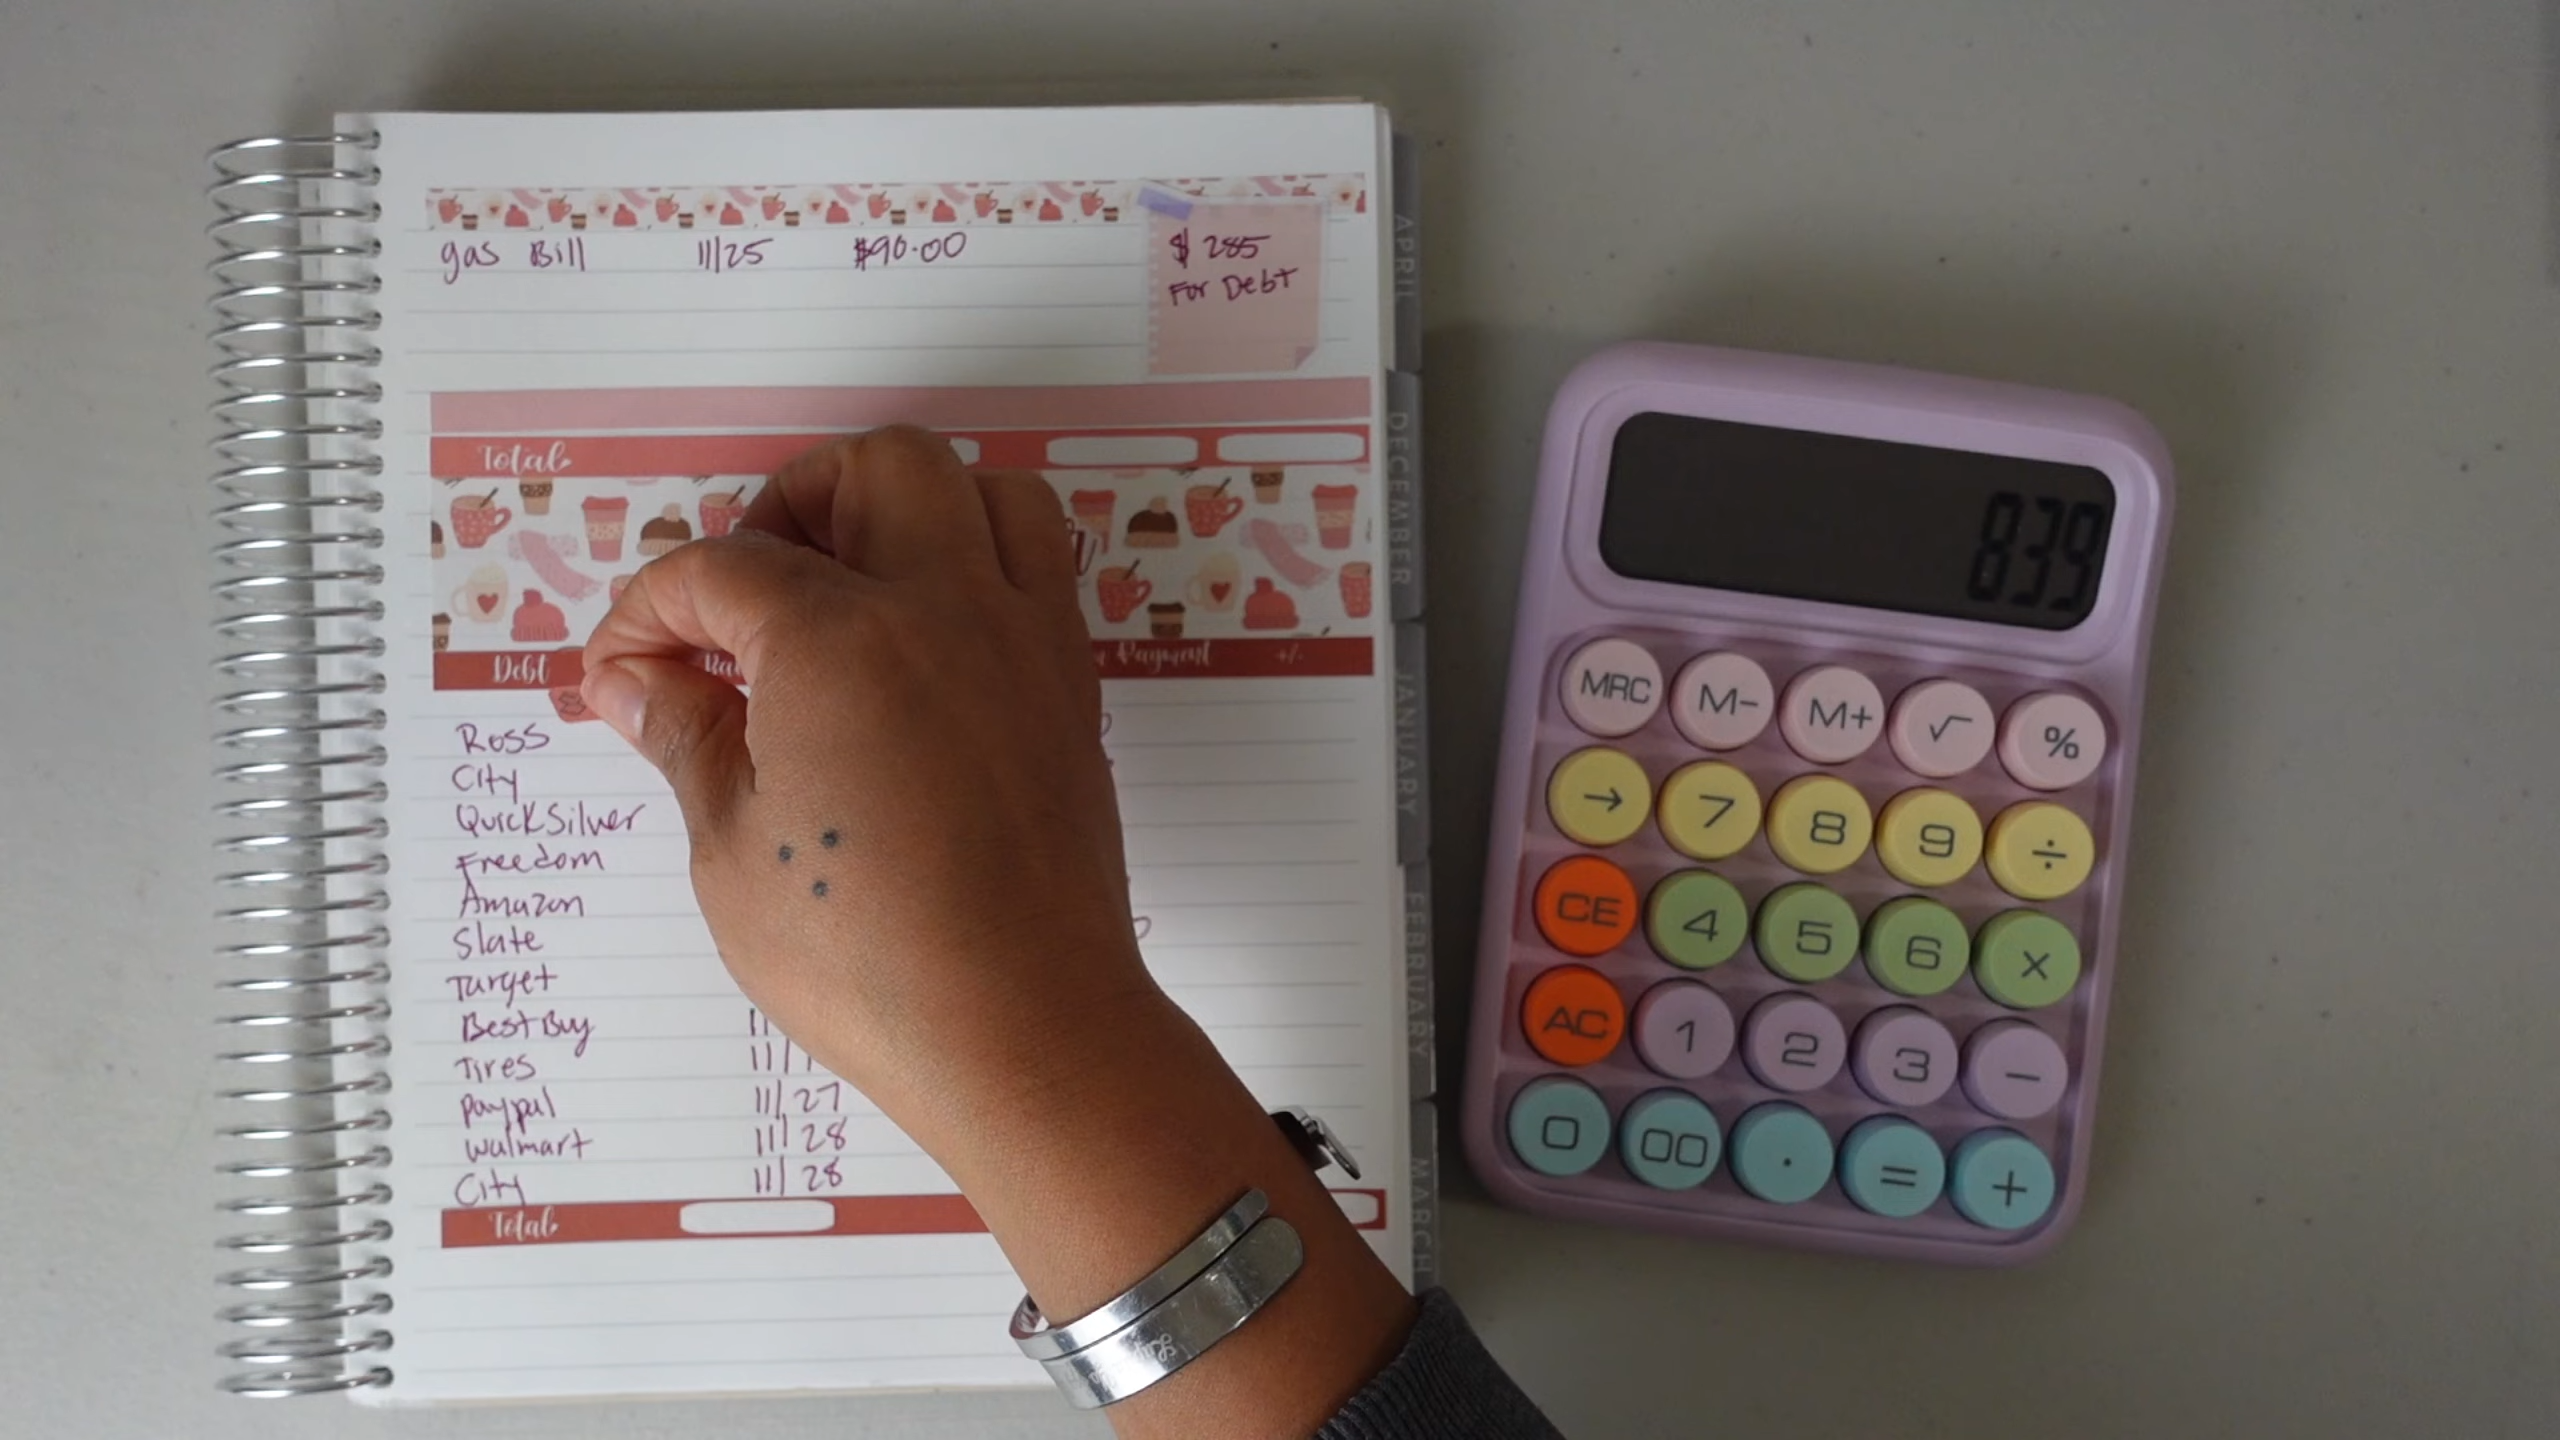 gas Bill 11/25 $90.00
$ 285
For Debt
Total
Debt Payment +/-
Ross
City
QuickSilver
Freedom
Amazon
Slate
Target
Best Buy
Tires
paypal 11/27
walmart 11/28
City 11/28
Total
APRIL
DECEMBER
JANUARY
FEBRUARY
MARCH
839
MRC M- M+ √ %
→ 7 8 9 ÷
CE 4 5 6 ×
AC 1 2 3 −
0 00 . = +